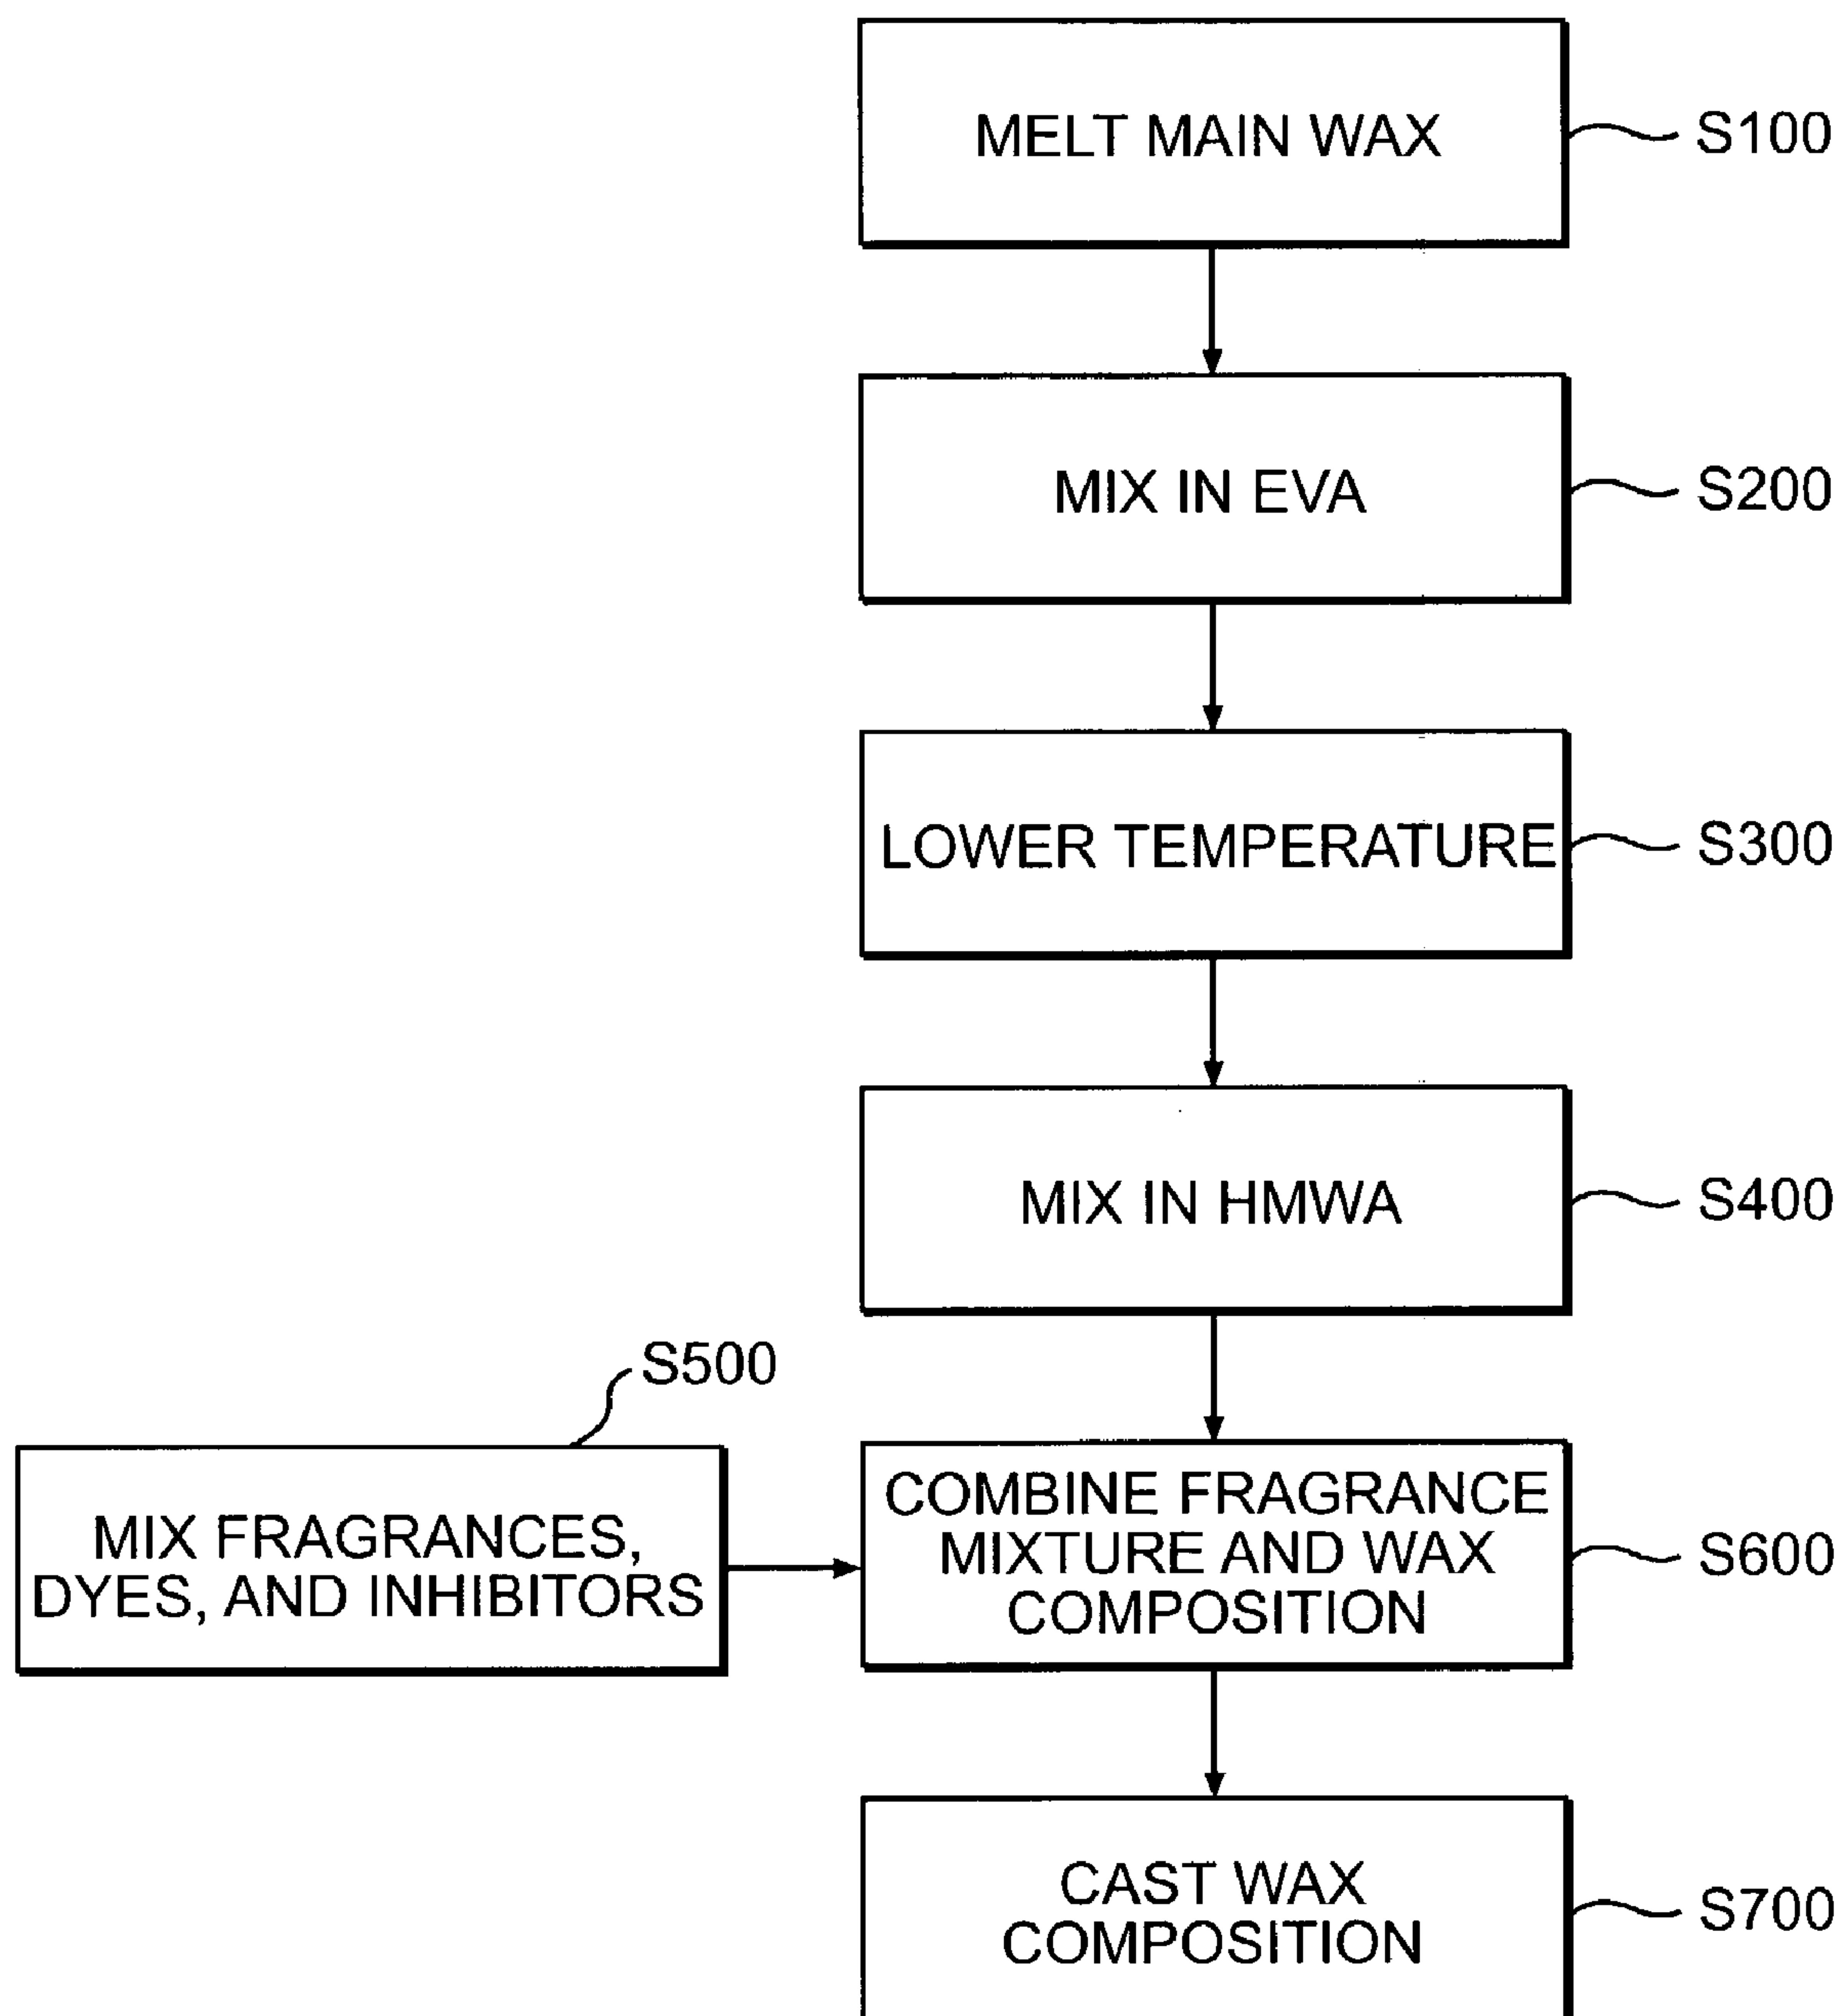 MELT MAIN WAX
S100
MIX IN EVA
S200
LOWER TEMPERATURE
S300
MIX IN HMWA
S400
S500
MIX FRAGRANCES,
DYES, AND INHIBITORS
COMBINE FRAGRANCE
MIXTURE AND WAX
COMPOSITION
S600
CAST WAX
COMPOSITION
S700